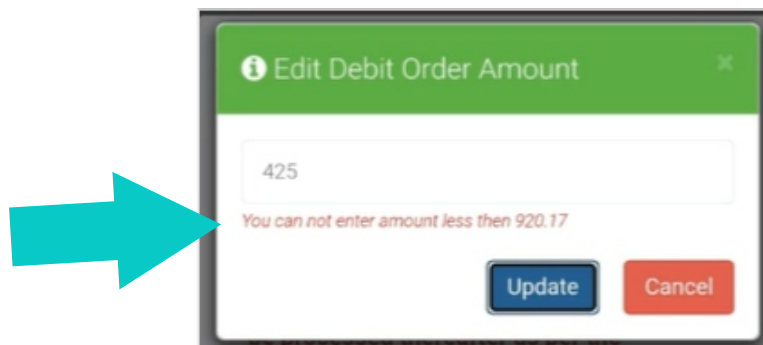 Edit Debit Order Amount
425
You can not enter amount less then 920.17
Update Cancel